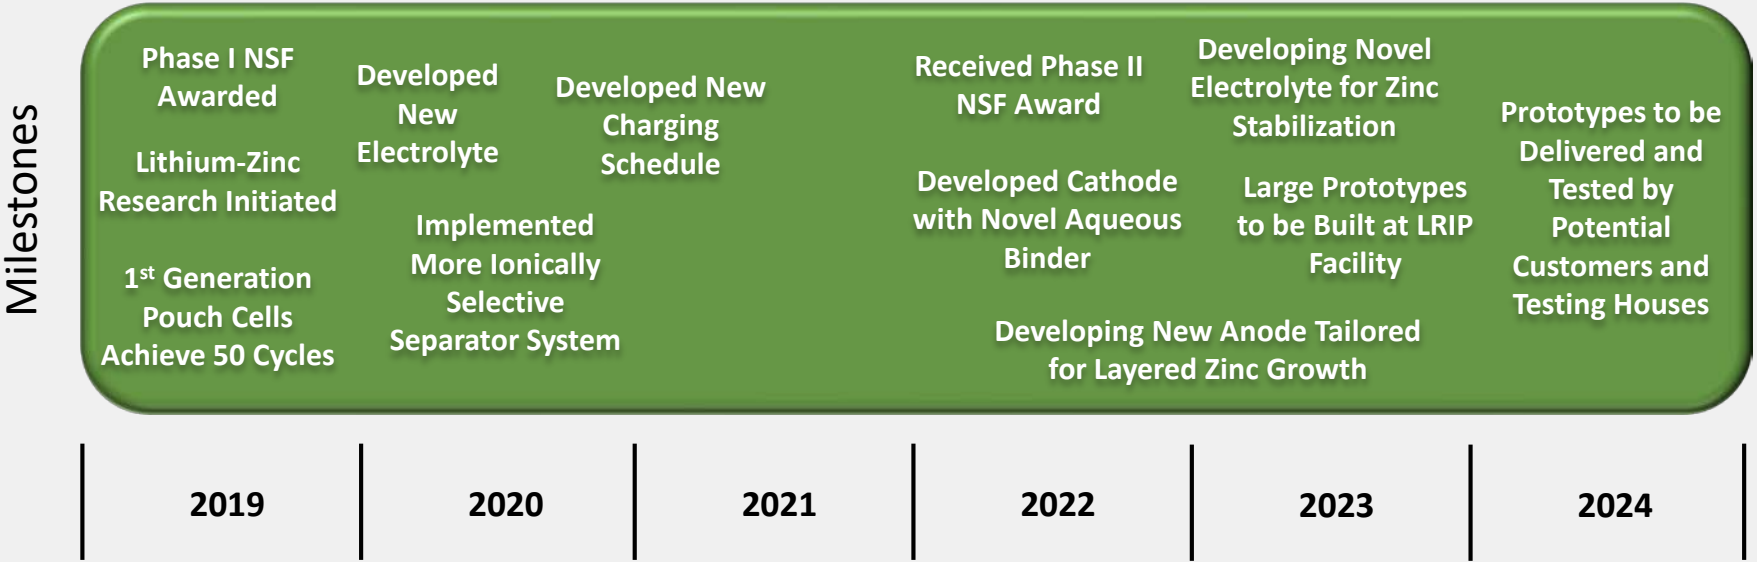 Milestones
Phase I NSF
Awarded
Lithium-Zinc
Research Initiated
1st Generation
Pouch Cells
Achieve 50 Cycles
Developed
New
Electrolyte
Implemented
More Ionically
Selective
Separator System
Developed New
Charging
Schedule
Received Phase II
NSF Award
Developed Cathode
with Novel Aqueous
Binder
Developing New Anode Tailored
for Layered Zinc Growth
Developing Novel
Electrolyte for Zinc
Stabilization
Large Prototypes
to be Built at LRIP
Facility
Prototypes to be
Delivered and
Tested by
Potential
Customers and
Testing Houses
2019
2020
2021
2022
2023
2024